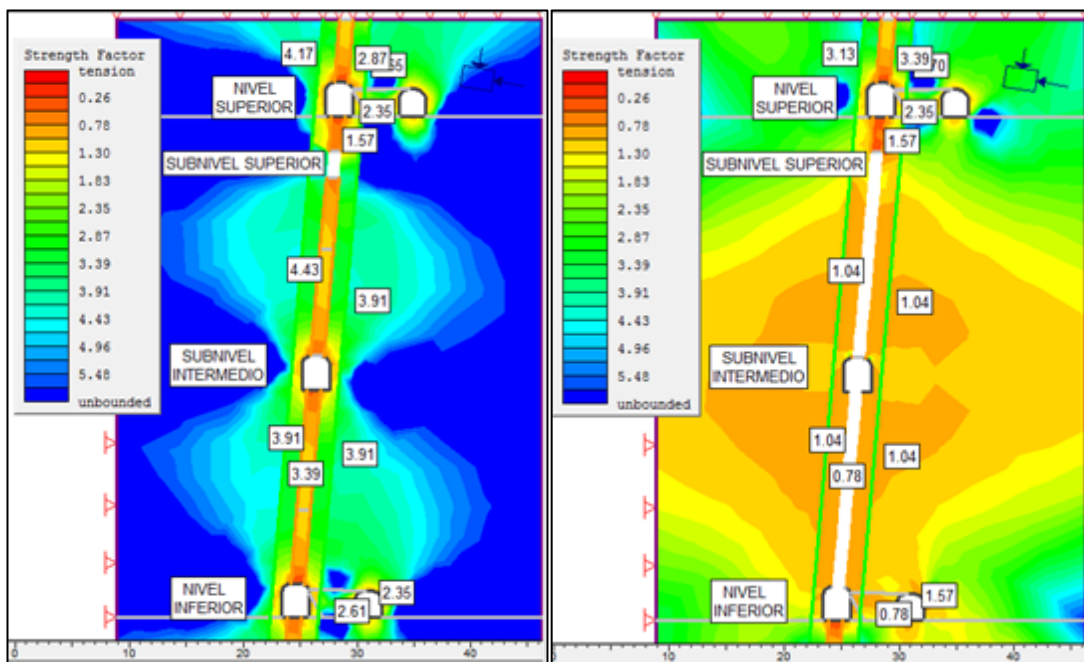 Strength Factor
tension
0.26
0.78
1.30
1.83
2.35
2.87
3.39
3.91
4.43
4.96
5.48
unbounded
4.17
2.87
NIVEL
SUPERIOR
2.35
1.57
SUBNIVEL SUPERIOR
4.43
3.91
SUBNIVEL
INTERMEDIO
3.91
3.91
3.39
NIVEL
INFERIOR
2.35
2.61
0
10
20
30
40
Strength Factor
tension
0.26
0.78
1.30
1.83
2.35
2.87
3.39
3.91
4.43
4.96
5.48
unbounded
3.13
3.39
70
NIVEL
SUPERIOR
2.35
1.57
SUBNIVEL SUPERIOR
1.04
1.04
SUBNIVEL
INTERMEDIO
1.04
1.04
0.78
NIVEL
INFERIOR
1.57
0.78
0
10
20
30
40